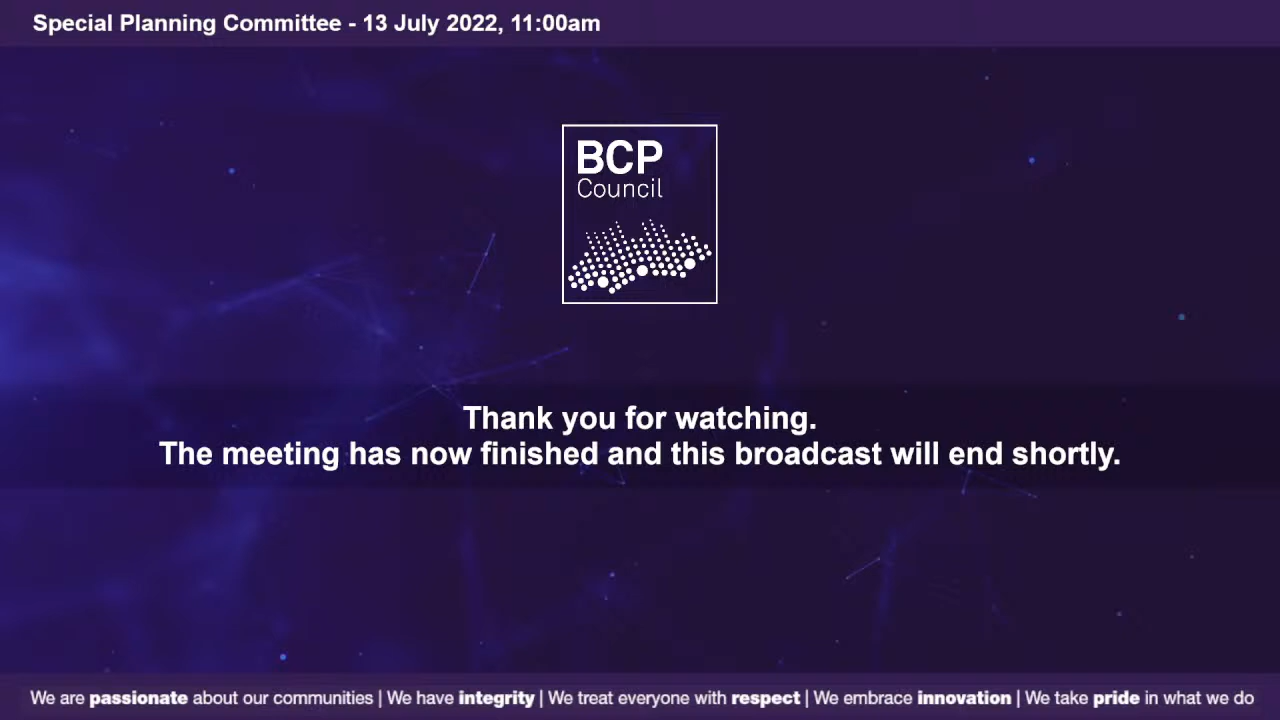 Special Planning Committee - 13 July 2022, 11:00am
BCP
Council
Thank you for watching.
The meeting has now finished and this broadcast will end shortly.
We are passionate about our communities | We have integrity | We treat everyone with respect | We embrace innovation | We take pride in what we do